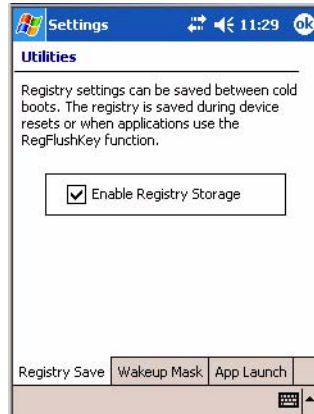 Settings 11:29 ok
Utilities
Registry settings can be saved between cold
boots. The registry is saved during device
resets or when applications use the
RegFlushKey function.
Enable Registry Storage
Registry Save Wakeup Mask App Launch